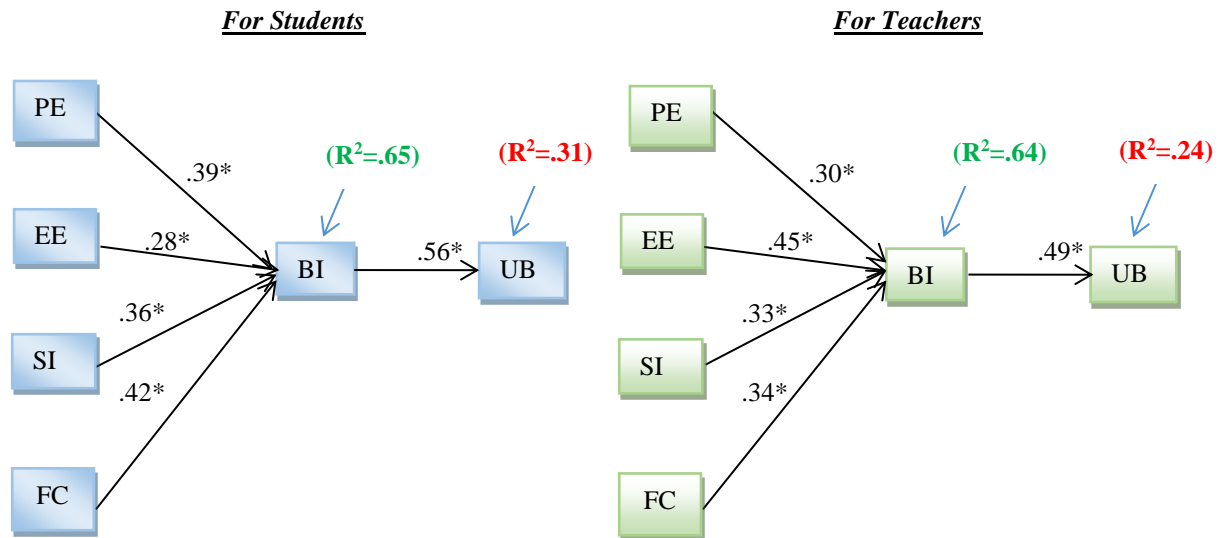 For Students
PE
(R²=.65)
(R²=.31)
.39*
EE
.28*
BI
.56*
UB
.36*
SI
.42*
FC
For Teachers
PE
(R²=.64)
(R²=.24)
.30*
EE
.45*
BI
.49*
UB
.33*
SI
.34*
FC